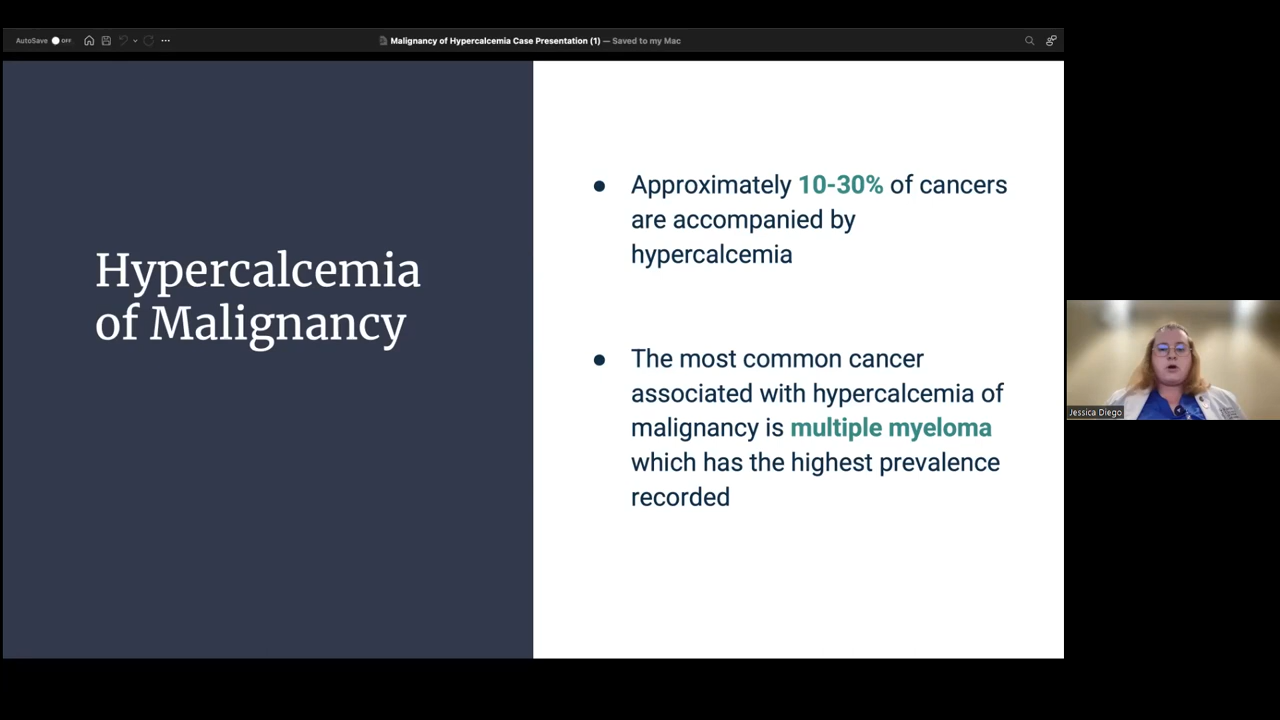 AutoSave OFF
Malignancy of Hypercalcemia Case Presentation (1) — Saved to my Mac
Hypercalcemia
of Malignancy
● Approximately 10-30% of cancers
are accompanied by
hypercalcemia
● The most common cancer
associated with hypercalcemia of
malignancy is multiple myeloma
which has the highest prevalence
recorded
Jessica Diego